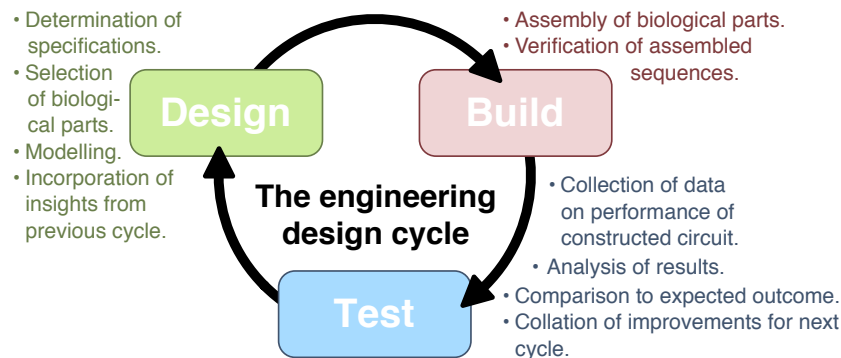 • Determination of
specifications.
• Selection
of biologi-
cal parts.
• Modelling.
• Incorporation of
insights from
previous cycle.
Design
• Assembly of biological parts.
• Verification of assembled
sequences.
Build
The engineering
design cycle
• Collection of data
on performance of
constructed circuit.
• Analysis of results.
• Comparison to expected outcome.
• Collation of improvements for next
cycle.
Test